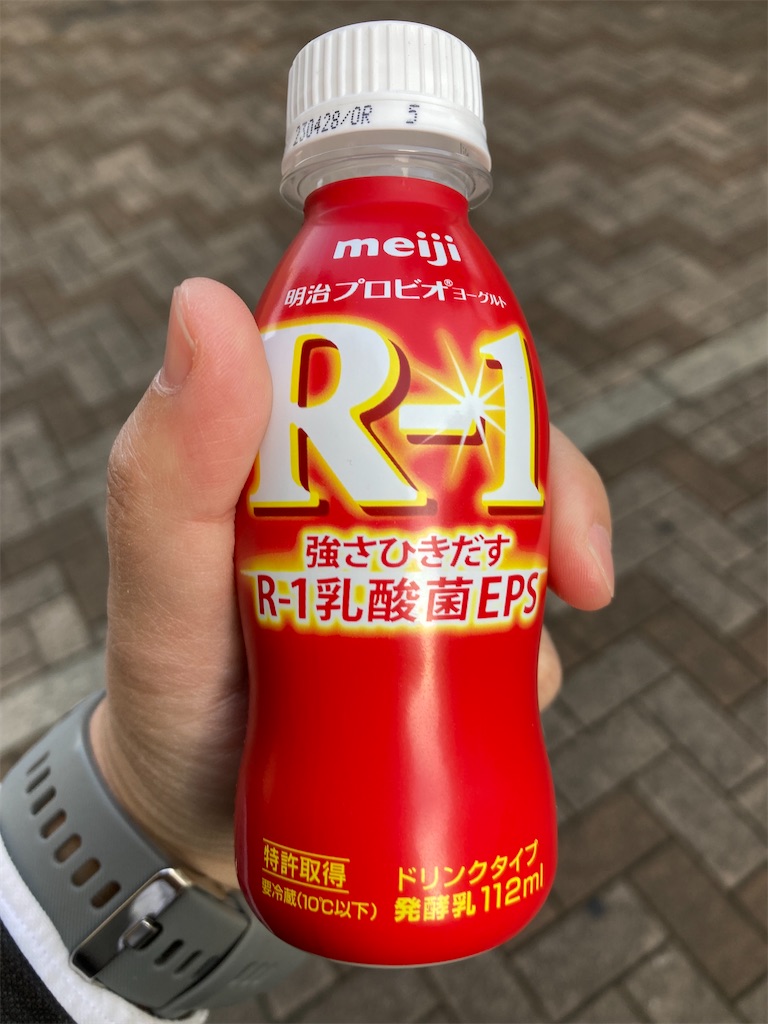 230428/OR 5
meiji
明治プロビオ®ヨーグルト
R-1
強さひきだす
R-1乳酸菌EPS
特許取得
要冷蔵(10℃以下)
ドリンクタイプ
発酵乳112ml